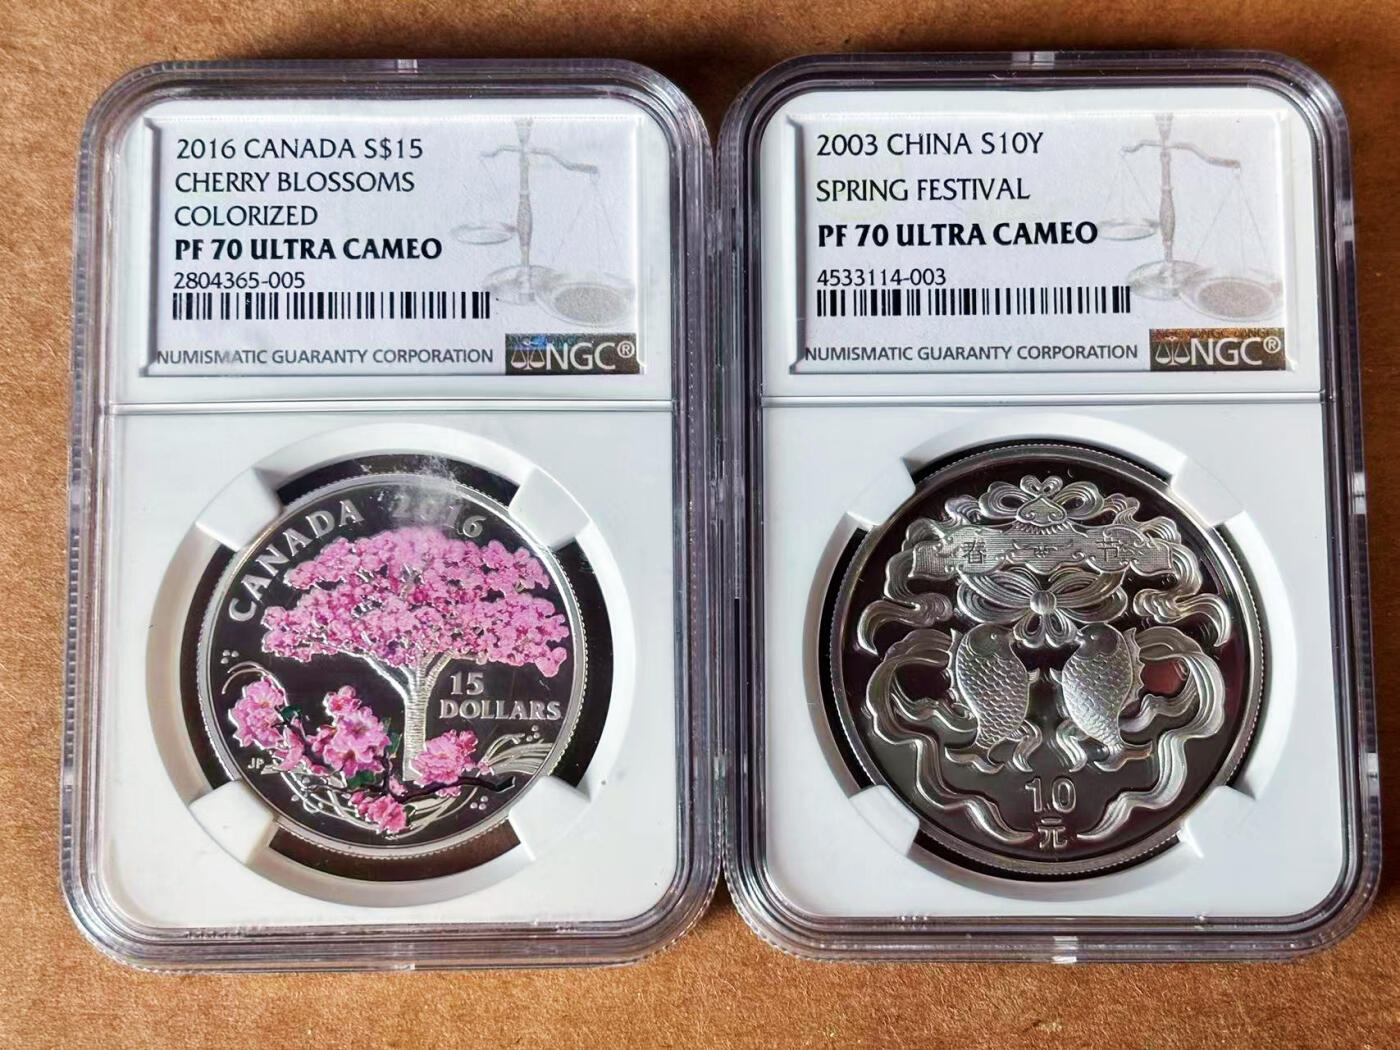 2016 CANADA S$15
CHERRY BLOSSOMS
COLORIZED
PF 70 ULTRA CAMEO
2804365-005
NUMISMATIC GUARANTY CORPORATION
NGC®
CANADA 2016
15
DOLLARS
JP
2003 CHINA S10Y
SPRING FESTIVAL
PF 70 ULTRA CAMEO
4533114-003
NUMISMATIC GUARANTY CORPORATION
NGC®
春节
10
元